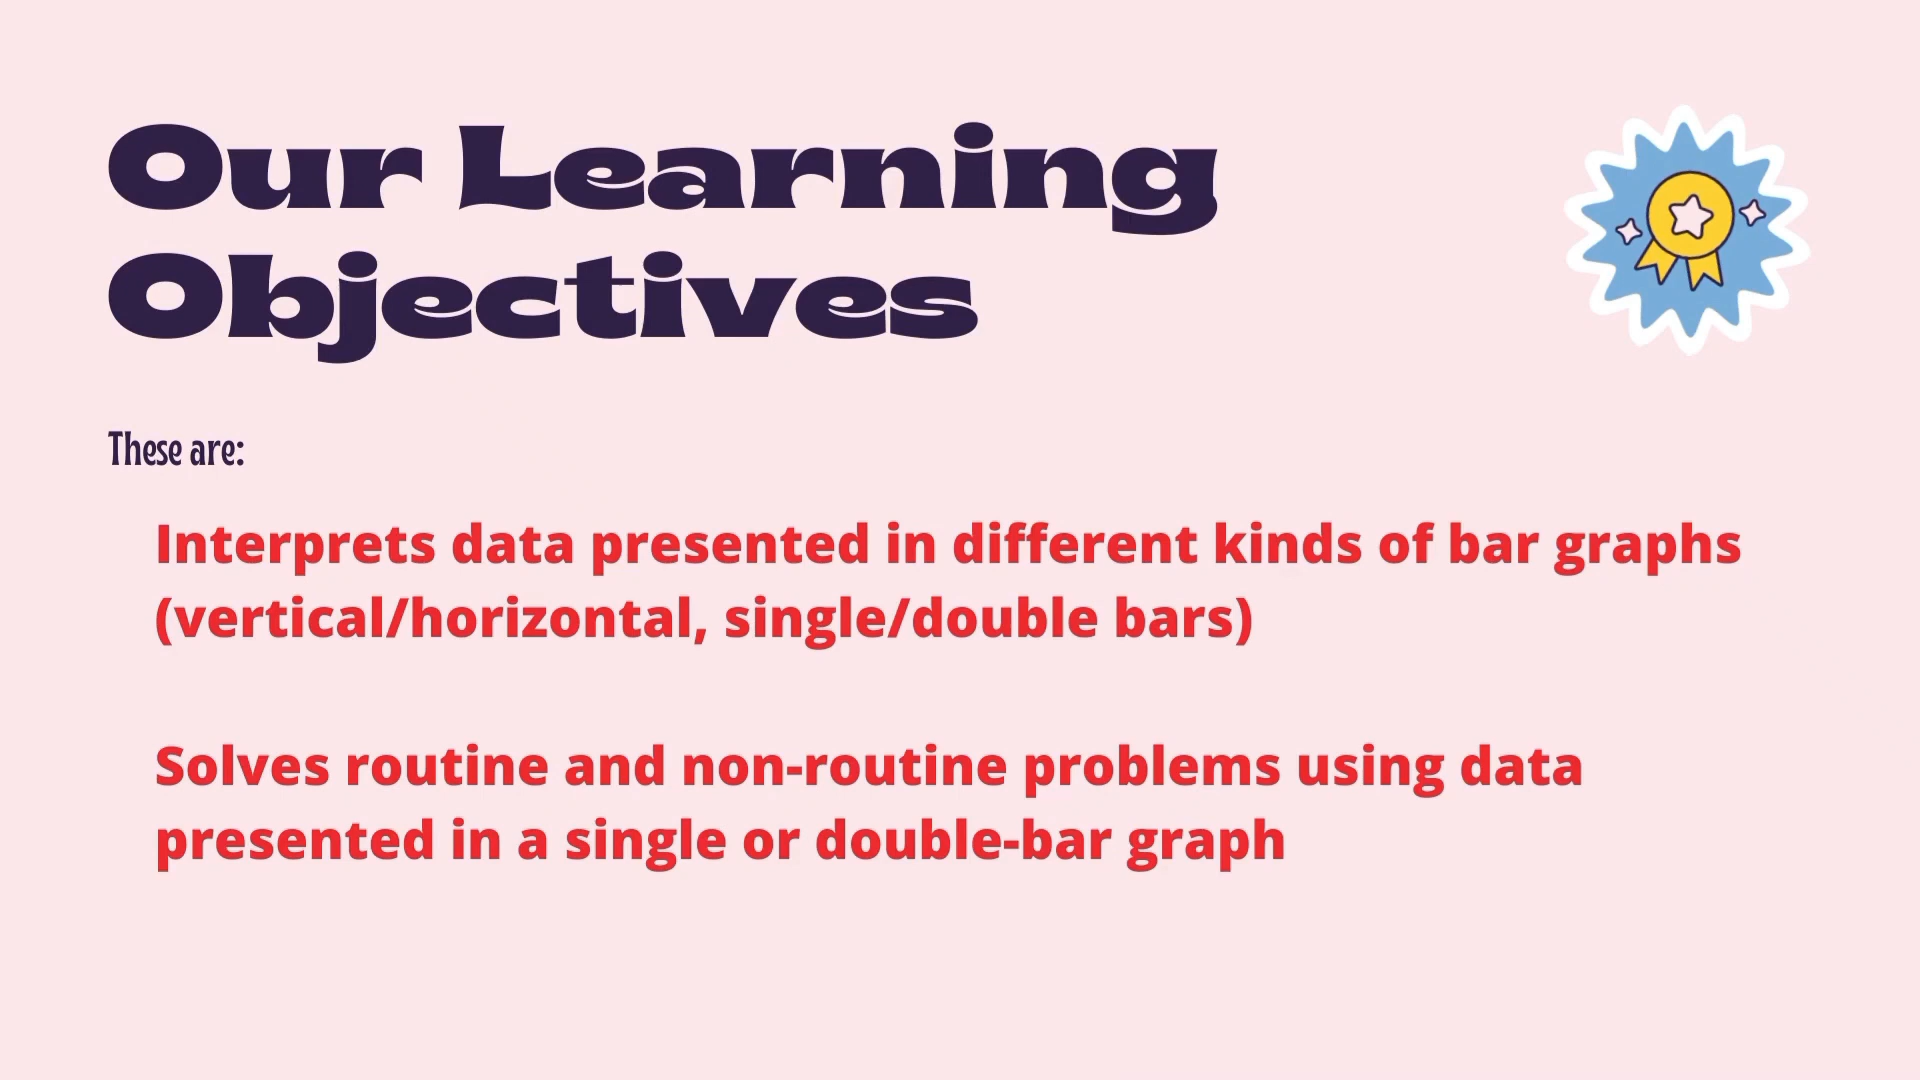 Our Learning
Objectives
These are:
Interprets data presented in different kinds of bar graphs
(vertical/horizontal, single/double bars)
Solves routine and non-routine problems using data
presented in a single or double-bar graph